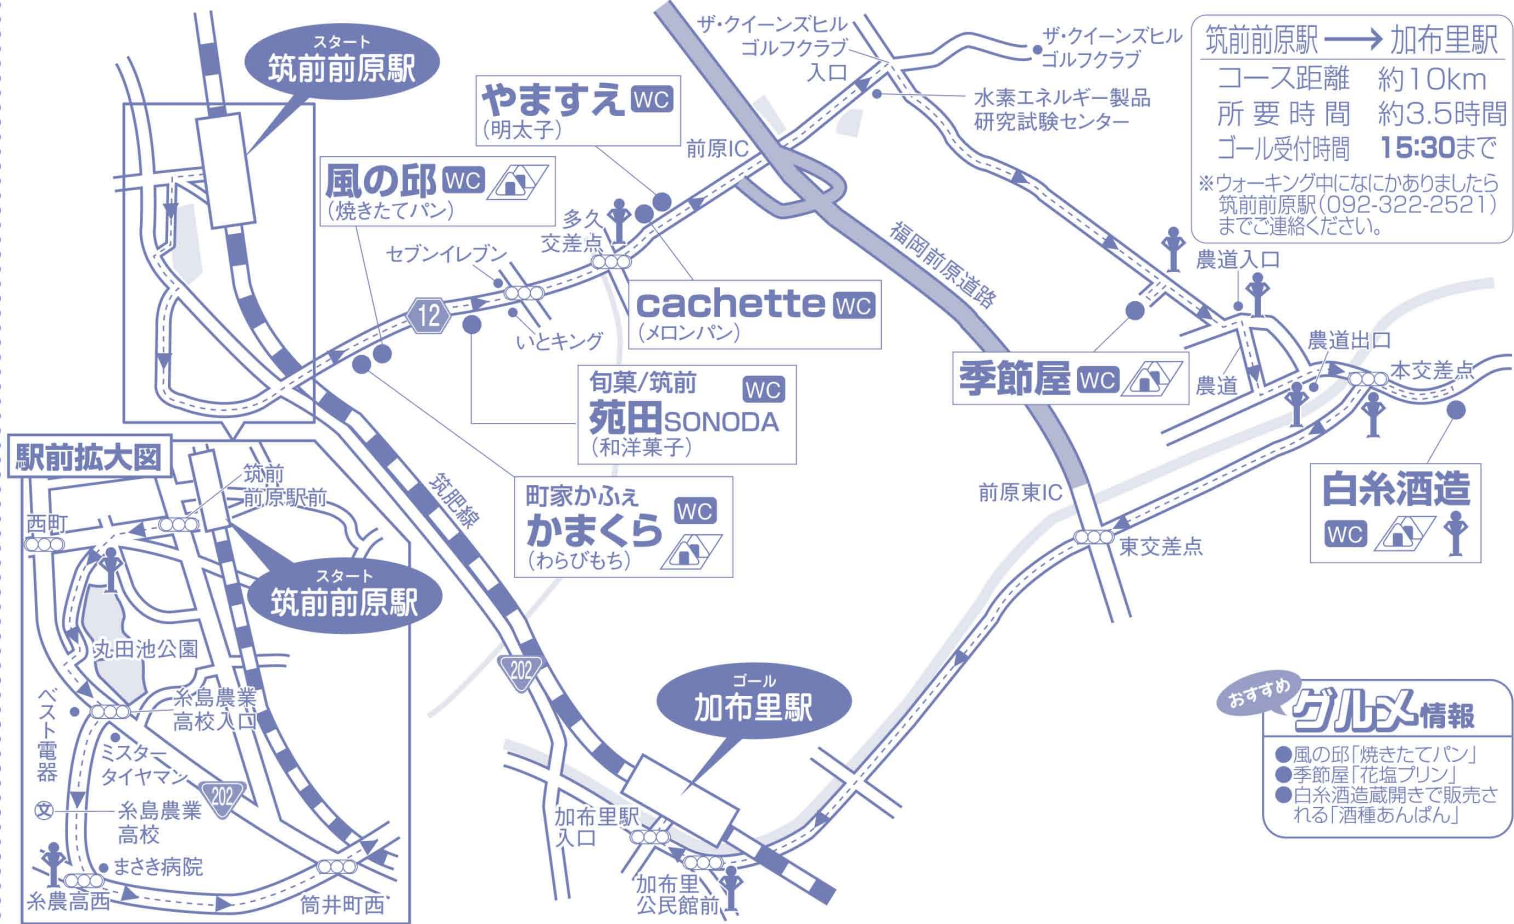 スタート
筑前前原駅
やますえ WC
(明太子)
風の邱 WC
(焼きたてパン)
多久
交差点
セブンイレブン
12
いとキング
cachette WC
(メロンパン)
旬菓/筑前
苑田SONODA
WC
(和洋菓子)
町家かふぇ
かまくら
WC
(わらびもち)
ザ・クイーンズヒル
ゴルフクラブ
入口
ザ・クイーンズヒル
ゴルフクラブ
水素エネルギー製品
研究試験センター
前原IC
福岡前原道路
筑前前原駅→加布里駅
コース距離 約10km
所要時間 約3.5時間
ゴール受付時間 15:30まで
※ウォーキング中になにかありましたら
筑前前原駅(092-322-2521)
までご連絡ください。
農道入口
季節屋 WC
農道
農道出口
本交差点
白糸酒造
WC
前原東IC
東交差点
筑肥線
202
ゴール
加布里駅
加布里駅
入口
加布里
公民館前
駅前拡大図
筑前
前原駅前
西町
スタート
筑前前原駅
丸田池公園
糸島農業
高校入口
ベスト電器
ミスター
タイヤマン
202
文
糸島農業
高校
まさき病院
糸農高西
筒井町西
おすすめ
グルメ情報
●風の邱「焼きたてパン」
●季節屋「花塩プリン」
●白糸酒造蔵開きで販売さ
れる「酒種あんぱん」